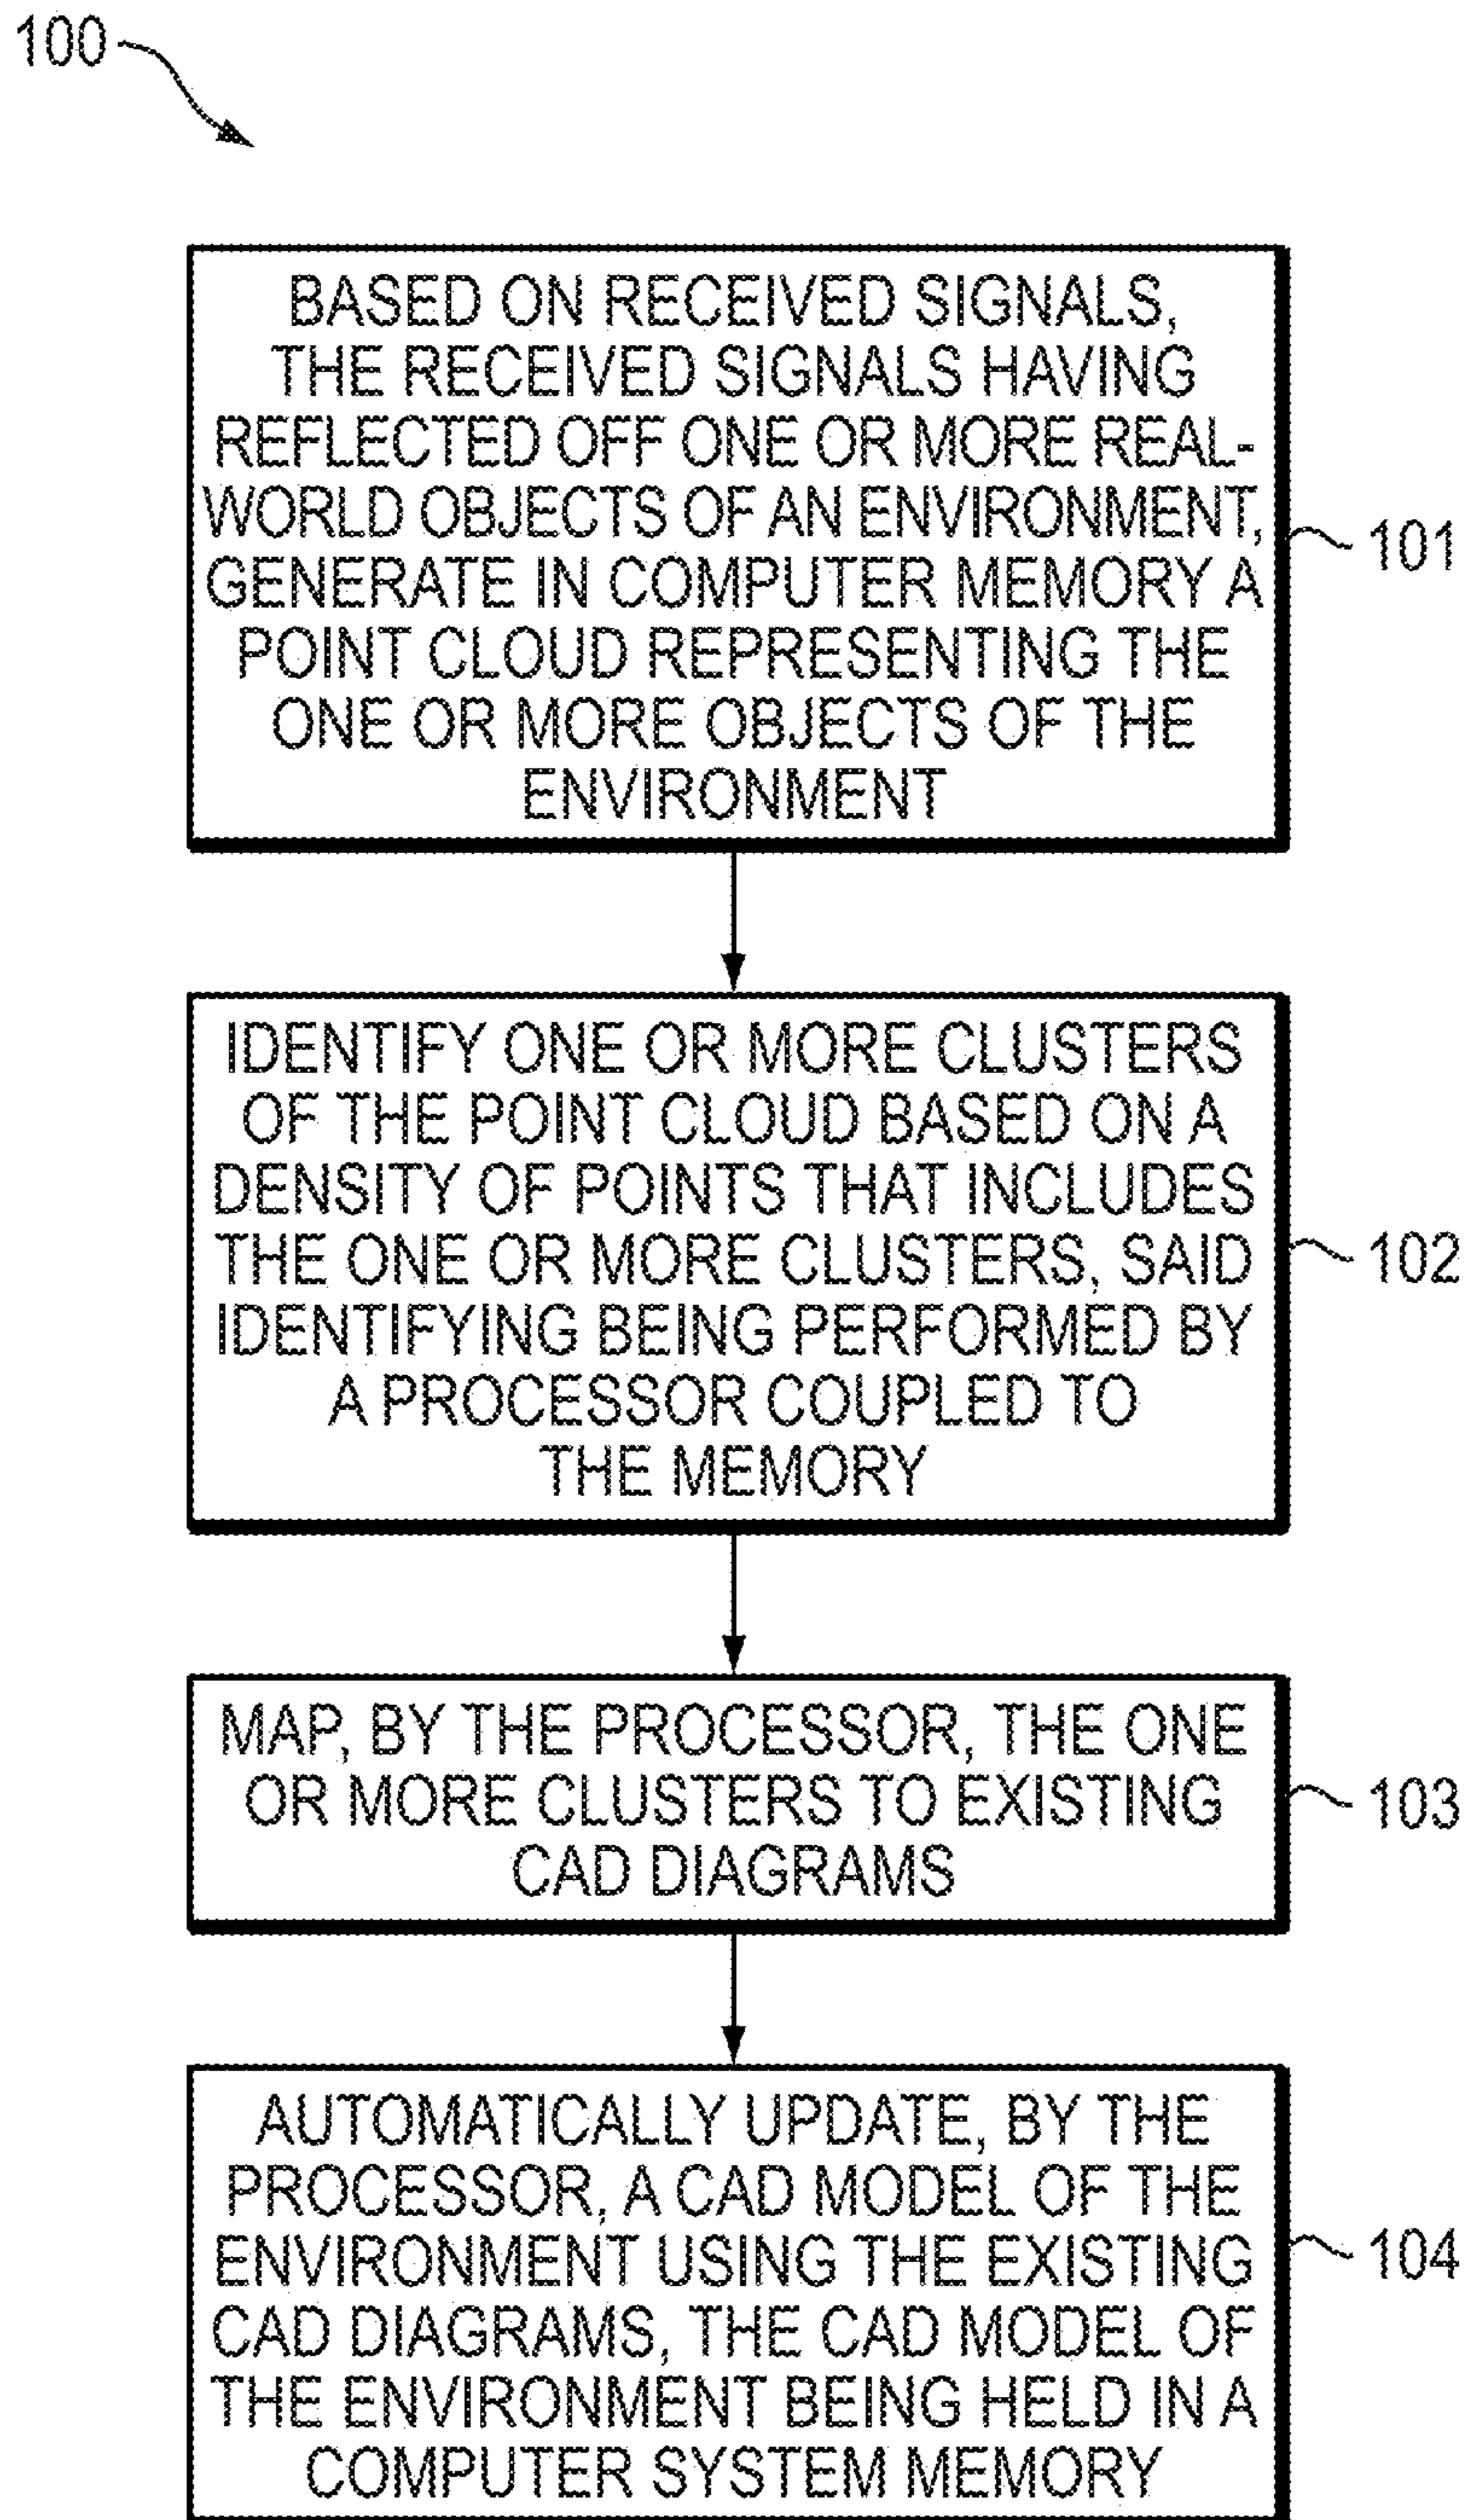 100
BASED ON RECEIVED SIGNALS,
THE RECEIVED SIGNALS HAVING
REFLECTED OFF ONE OR MORE REAL-
WORLD OBJECTS OF AN ENVIRONMENT,
GENERATE IN COMPUTER MEMORY A
POINT CLOUD REPRESENTING THE
ONE OR MORE OBJECTS OF THE
ENVIRONMENT
101
IDENTIFY ONE OR MORE CLUSTERS
OF THE POINT CLOUD BASED ON A
DENSITY OF POINTS THAT INCLUDES
THE ONE OR MORE CLUSTERS, SAID
IDENTIFYING BEING PERFORMED BY
A PROCESSOR COUPLED TO
THE MEMORY
102
MAP, BY THE PROCESSOR, THE ONE
OR MORE CLUSTERS TO EXISTING
CAD DIAGRAMS
103
AUTOMATICALLY UPDATE, BY THE
PROCESSOR, A CAD MODEL OF THE
ENVIRONMENT USING THE EXISTING
CAD DIAGRAMS, THE CAD MODEL OF
THE ENVIRONMENT BEING HELD IN A
COMPUTER SYSTEM MEMORY
104